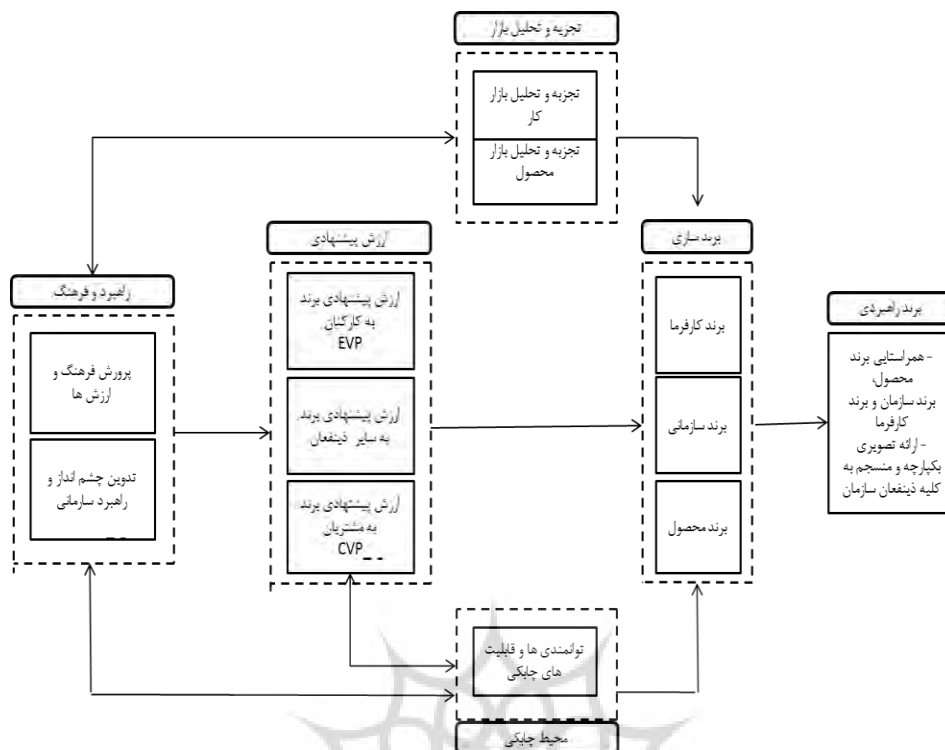 تجزیه و تحلیل بازار
تجزیه و تحلیل بازار
کار
تجزیه و تحلیل بازار
محصول
برند سازی
برند کارفرما
برند سازمانی
برند محصول
ارزش پیشنهادی
ارزش پیشنهادی برند
به کارکنان
EVP
ارزش پیشنهادی برند
به سایر ذینفعان
ارزش پیشنهادی برند
به مشتریان
CVP
راهبرد و فرهنگ
پرورش فرهنگ و
ارزش ها
تدوین چشم انداز و
راهبرد سازمانی
برند راهبردی
- همراستایی برند
محصول،
برند سازمان و برند
کارفرما
- ارائه تصویری
یکپارچه و منسجم به
کلیه ذینفعان سازمان
توانمندی ها و قابلیت
های چابکی
محیط چابکی